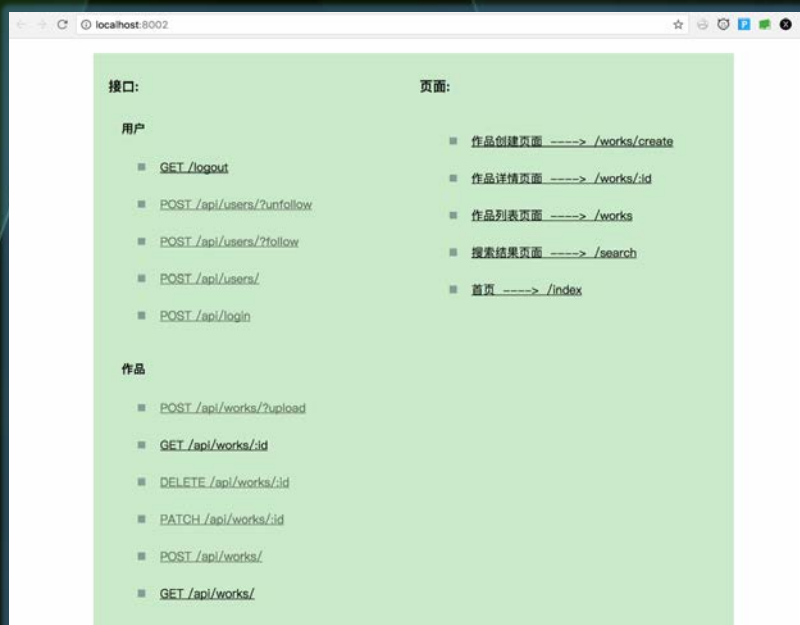 localhost:8002
接口:
用户
GET /logout
POST /api/users/?unfollow
POST /api/users/?follow
POST /api/users/
POST /api/login
作品
POST /api/works/?upload
GET /api/works/:id
DELETE /api/works/:id
PATCH /api/works/:id
POST /api/works/
GET /api/works/
页面:
作品创建页面 ----> /works/create
作品详情页面 ----> /works/:id
作品列表页面 ----> /works
搜索结果页面 ----> /search
首页 ----> /index